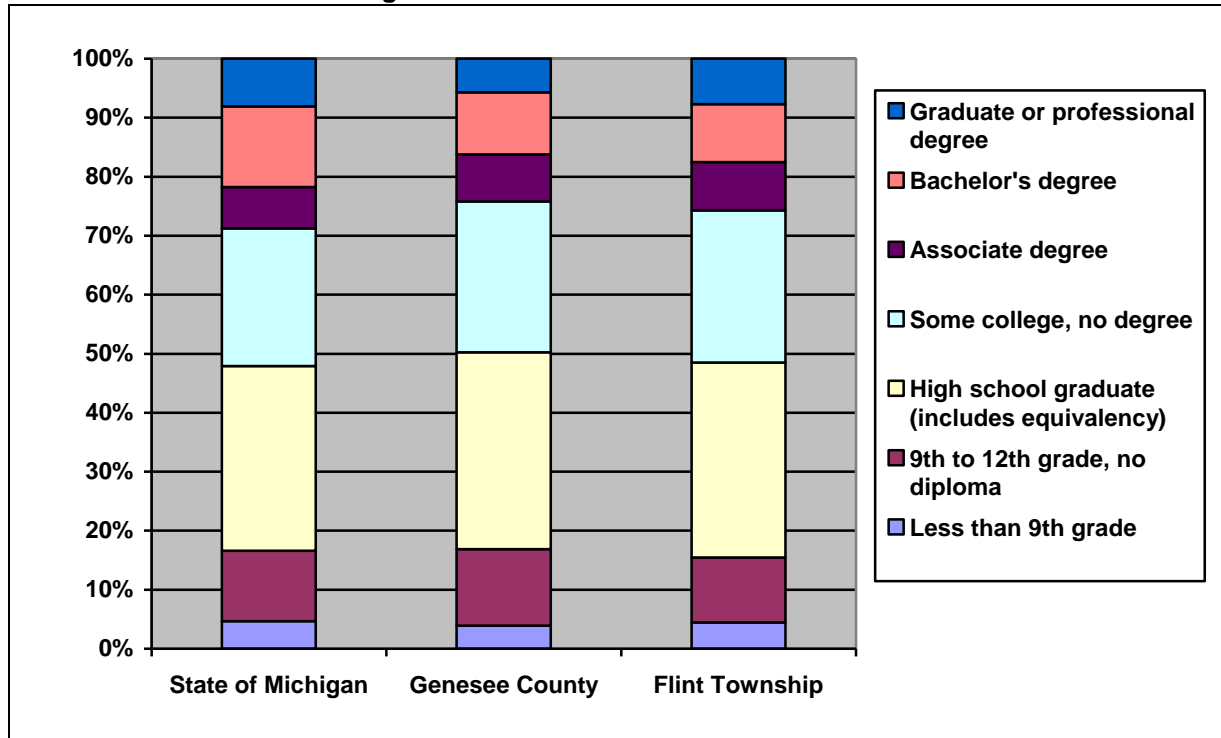 100%
90%
80%
70%
60%
50%
40%
30%
20%
10%
0%
State of Michigan Genesee County Flint Township
Graduate or professional
degree
Bachelor's degree
Associate degree
Some college, no degree
High school graduate
(includes equivalency)
9th to 12th grade, no
diploma
Less than 9th grade